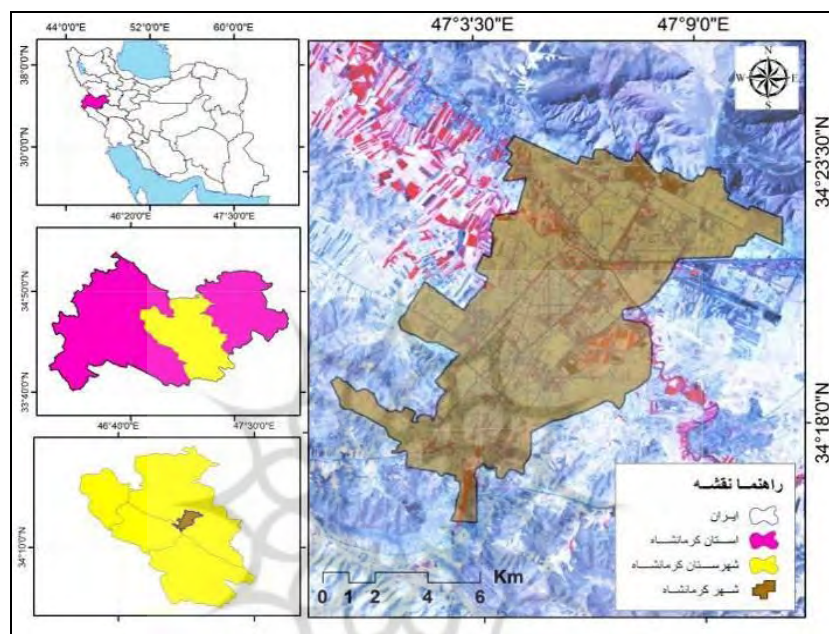 44°0'0"E 52°0'0"E 60°0'0"E
38°0'0"N
30°0'0"N
46°20'0"E 47°30'0"E
34°50'0"N
33°40'0"N
46°40'0"E 47°30'0"E
34°10'0"N
47°3'30"E 47°9'0"E
N
W E
S
34°23'30"N
34°18'0"N
راهنما نقشه
ایران
استان کرمانشاه
شهرستان کرمانشاه
شهر کرمانشاه
Km
0 1 2 4 6